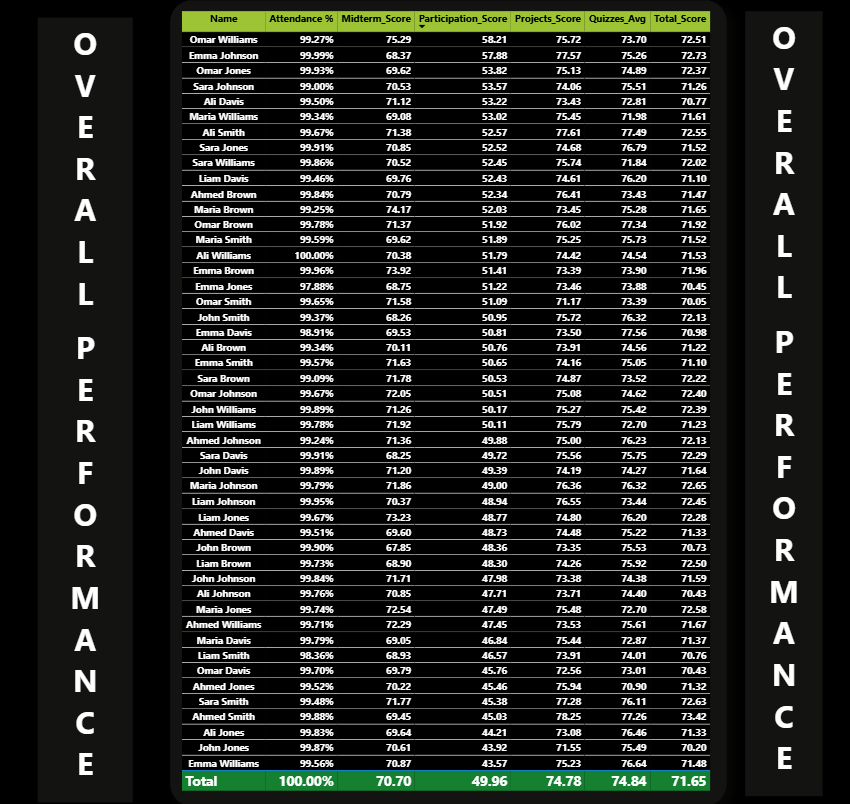 OVERALL PERFORMANCE
Name Attendance % Midterm_Score Participation_Score Projects_Score Quizzes_Avg Total_Score
Omar Williams 99.27% 75.29 58.21 75.72 73.70 72.51
Emma Johnson 99.99% 68.37 57.88 77.57 75.26 72.73
Omar Jones 99.93% 69.62 53.82 75.13 74.89 72.37
Sara Johnson 99.00% 70.53 53.57 74.06 75.51 71.26
Ali Davis 99.50% 71.12 53.22 73.43 72.81 70.77
Maria Williams 99.34% 69.08 53.02 75.45 71.98 71.61
Ali Smith 99.67% 71.38 52.57 77.61 77.49 72.55
Sara Jones 99.91% 70.85 52.52 74.68 76.79 71.52
Sara Williams 99.86% 70.52 52.45 75.74 71.84 72.02
Liam Davis 99.46% 69.76 52.43 74.61 76.20 71.10
Ahmed Brown 99.84% 70.79 52.34 76.41 73.43 71.47
Maria Brown 99.25% 74.17 52.03 73.45 75.28 71.65
Omar Brown 99.78% 71.37 51.92 76.02 77.34 71.92
Maria Smith 99.59% 69.62 51.89 75.25 75.73 71.52
Ali Williams 100.00% 70.38 51.79 74.42 74.54 71.53
Emma Brown 99.96% 73.92 51.41 73.39 73.90 71.96
Emma Jones 97.88% 68.75 51.22 73.46 73.88 70.45
Omar Smith 99.65% 71.58 51.09 71.17 73.39 70.05
John Smith 99.37% 68.26 50.95 75.72 76.32 72.13
Emma Davis 98.91% 69.53 50.81 73.50 77.56 70.98
Ali Brown 99.34% 70.11 50.76 73.91 74.56 71.22
Emma Smith 99.57% 71.63 50.65 74.16 75.05 71.10
Sara Brown 99.09% 71.78 50.53 74.87 73.52 72.22
Omar Johnson 99.67% 72.05 50.51 75.08 74.62 72.40
John Williams 99.89% 71.26 50.17 75.27 75.42 72.39
Liam Williams 99.78% 71.92 50.11 75.79 72.70 71.23
Ahmed Johnson 99.24% 71.36 49.88 75.00 76.23 72.13
Sara Davis 99.91% 68.25 49.72 75.56 75.75 72.29
John Davis 99.89% 71.20 49.39 74.19 74.27 71.64
Maria Johnson 99.79% 71.86 49.00 76.36 76.32 72.65
Liam Johnson 99.95% 70.37 48.94 76.55 73.44 72.45
Liam Jones 99.67% 73.23 48.77 74.80 76.20 72.28
Ahmed Davis 99.51% 69.60 48.73 74.48 75.22 71.33
John Brown 99.90% 67.85 48.36 73.35 75.53 70.73
Liam Brown 99.73% 68.90 48.30 74.26 75.92 72.50
John Johnson 99.84% 71.71 47.98 73.38 74.38 71.59
Ali Johnson 99.76% 70.85 47.71 73.71 74.40 70.43
Maria Jones 99.74% 72.54 47.49 75.48 72.70 72.58
Ahmed Williams 99.71% 72.29 47.45 73.53 75.61 71.67
Maria Davis 99.79% 69.05 46.84 75.44 72.87 71.37
Liam Smith 98.36% 68.93 46.57 73.91 74.01 70.76
Omar Davis 99.70% 69.79 45.76 72.56 73.01 70.43
Ahmed Jones 99.52% 70.22 45.46 75.94 70.90 71.32
Sara Smith 99.48% 71.77 45.38 77.28 76.11 72.63
Ahmed Smith 99.88% 69.45 45.03 78.25 77.26 73.42
Ali Jones 99.83% 69.64 44.21 73.08 76.46 71.33
John Jones 99.87% 70.61 43.92 71.55 75.49 70.20
Emma Williams 99.56% 70.87 43.57 75.23 76.64 71.48
Total 100.00% 70.70 49.96 74.78 74.84 71.65
OVERALL PERFORMANCE